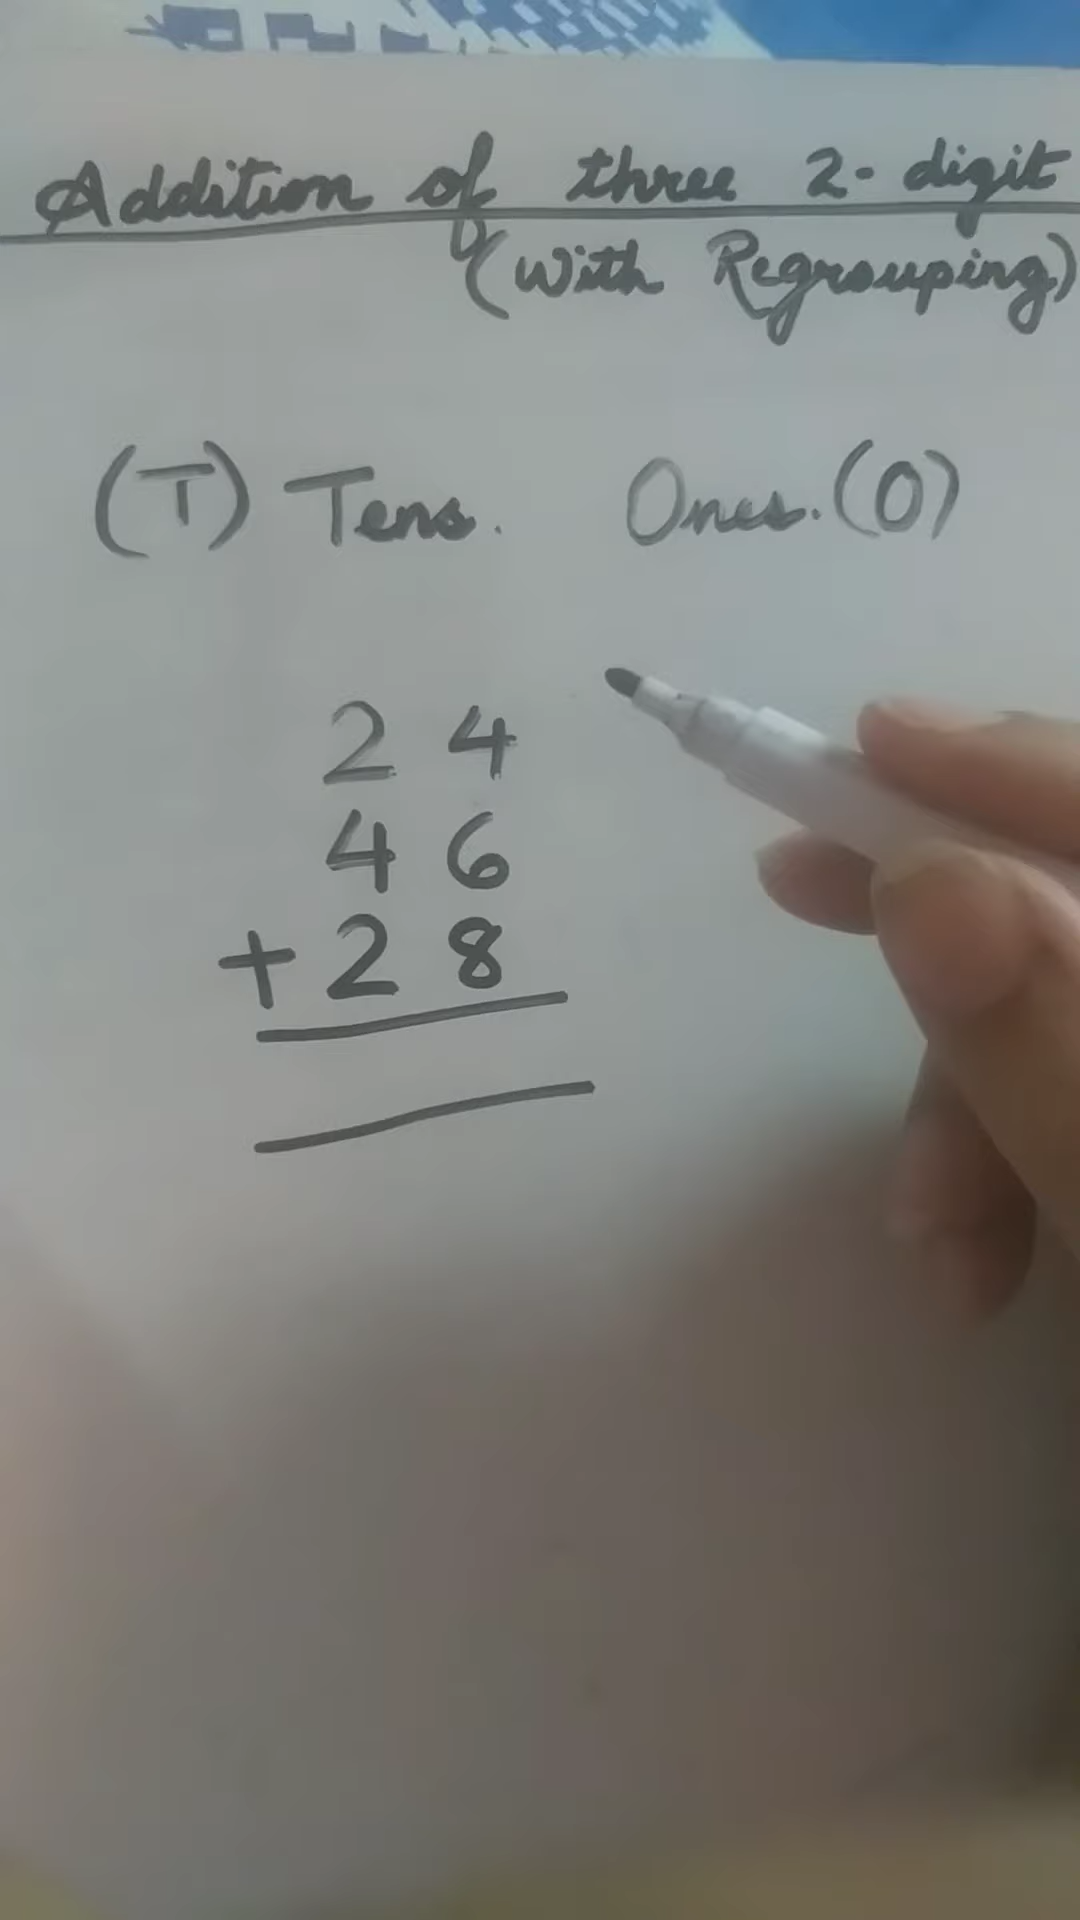 Addition of three 2-digit
(With Regrouping)
(T) Tens. Ones. (O)
2 4
4 6
+ 2 8